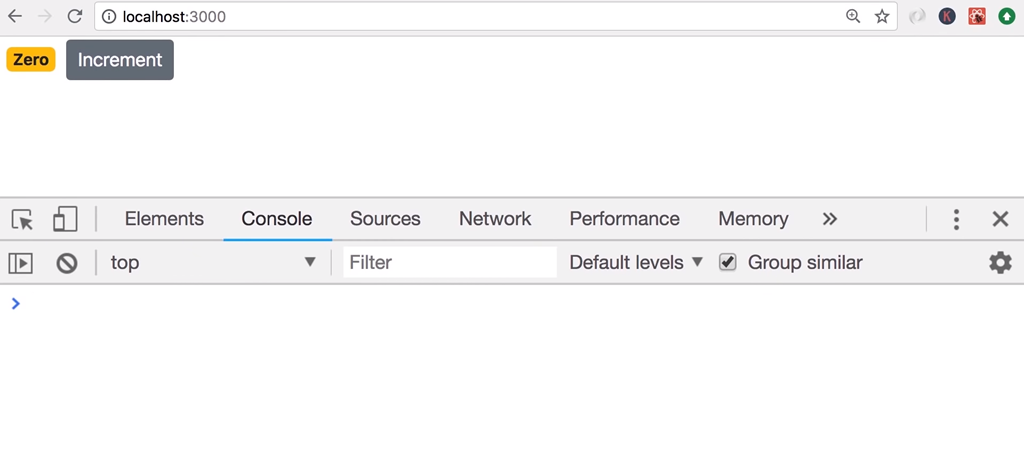 localhost:3000
K
Zero Increment
Elements Console Sources Network Performance Memory »
top Filter Default levels Group similar